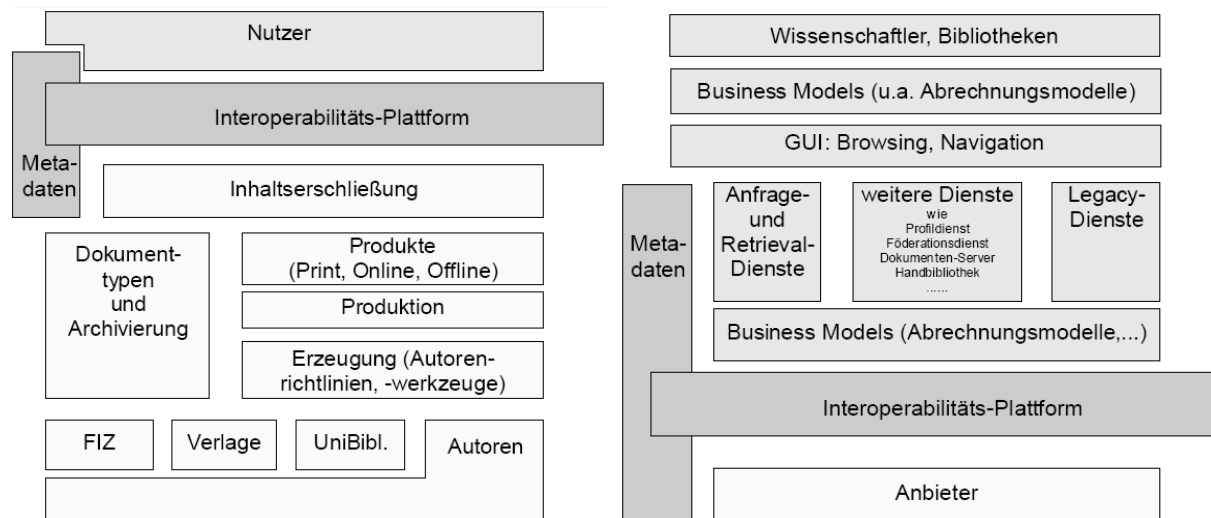 Nutzer
Interoperabilitäts-Plattform
Meta-
daten
Inhaltserschließung
Dokument-
typen
und
Archivierung
Produkte
(Print, Online, Offline)
Produktion
Erzeugung (Autoren-
richtlinien, -werkzeuge)
FIZ
Verlage
UniBibl.
Autoren
Wissenschaftler, Bibliotheken
Business Models (u.a. Abrechnungsmodelle)
GUI: Browsing, Navigation
Meta-
daten
Anfrage-
und
Retrieval-
Dienste
weitere Dienste
wie
Profildienst
Föderationsdienst
Dokumenten-Server
Handbibliothek
......
Legacy-
Dienste
Business Models (Abrechnungsmodelle,...)
Interoperabilitäts-Plattform
Anbieter